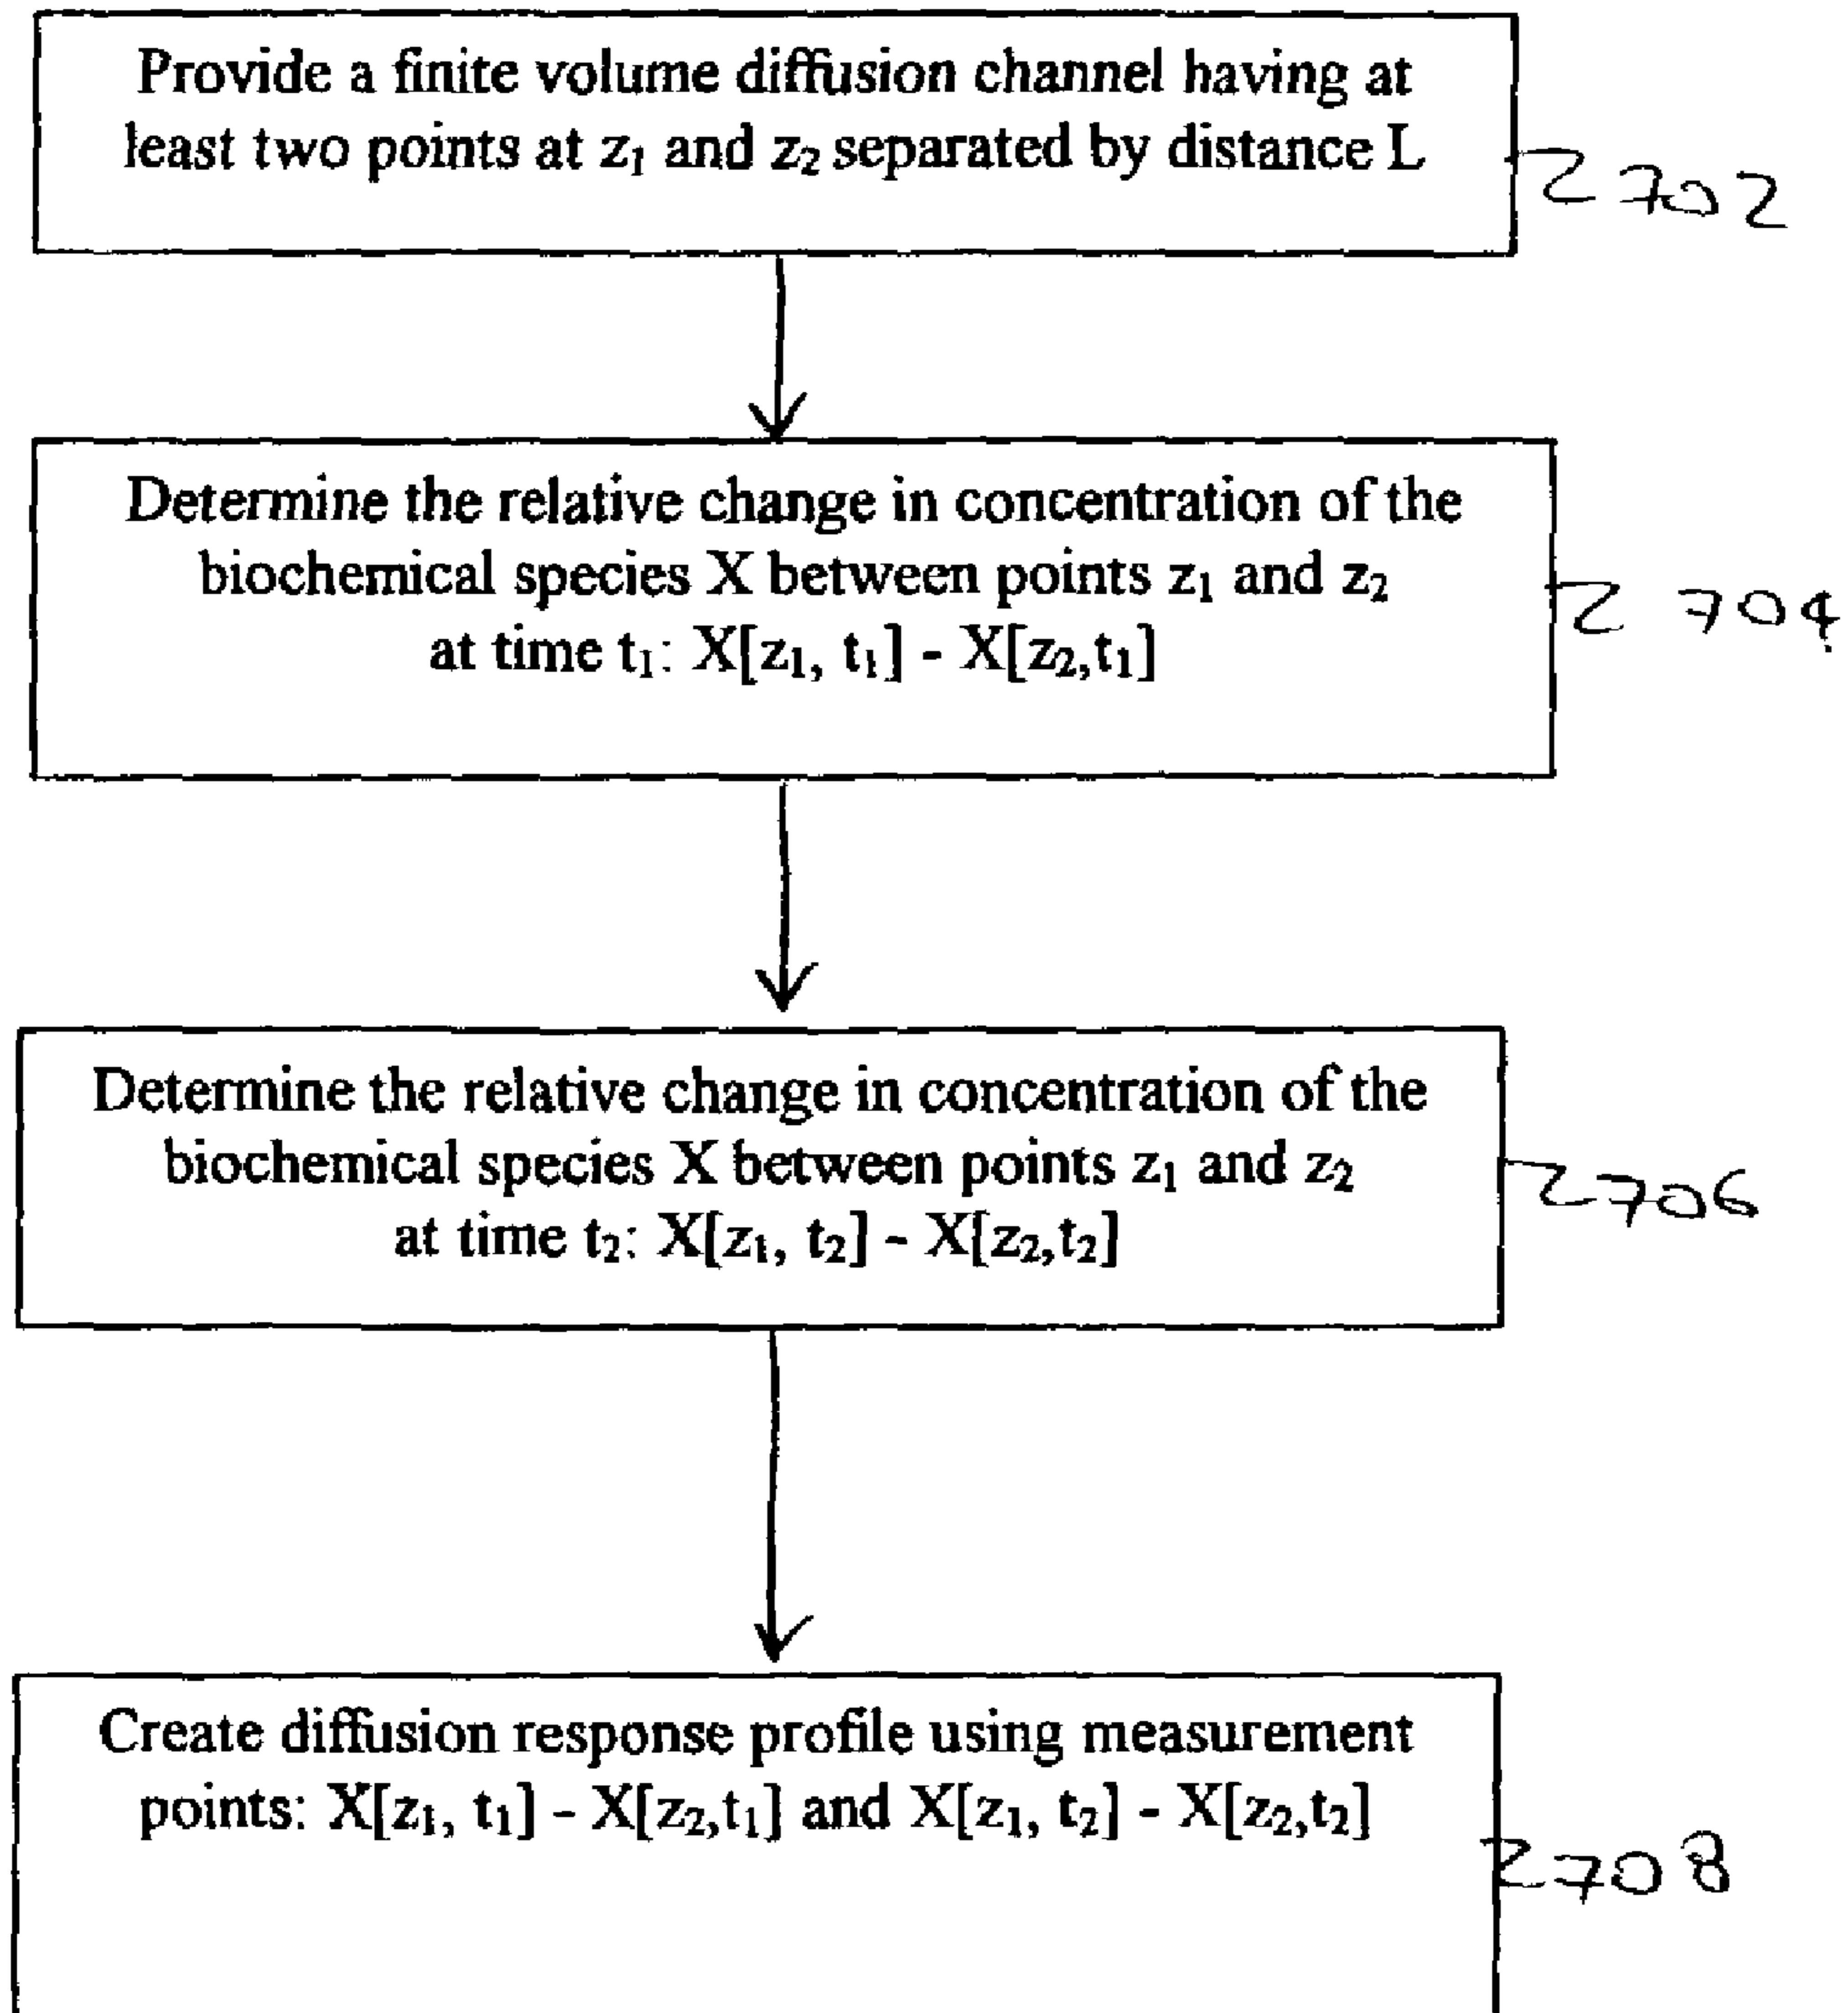 Provide a finite volume diffusion channel having at
least two points at z₁ and z₂ separated by distance L
702
Determine the relative change in concentration of the
biochemical species X between points z₁ and z₂
at time t₁: X[z₁, t₁] - X[z₂,t₁]
704
Determine the relative change in concentration of the
biochemical species X between points z₁ and z₂
at time t₂: X[z₁, t₂] - X[z₂,t₂]
706
Create diffusion response profile using measurement
points: X[z₁, t₁] - X[z₂,t₁] and X[z₁, t₂] - X[z₂,t₂]
708